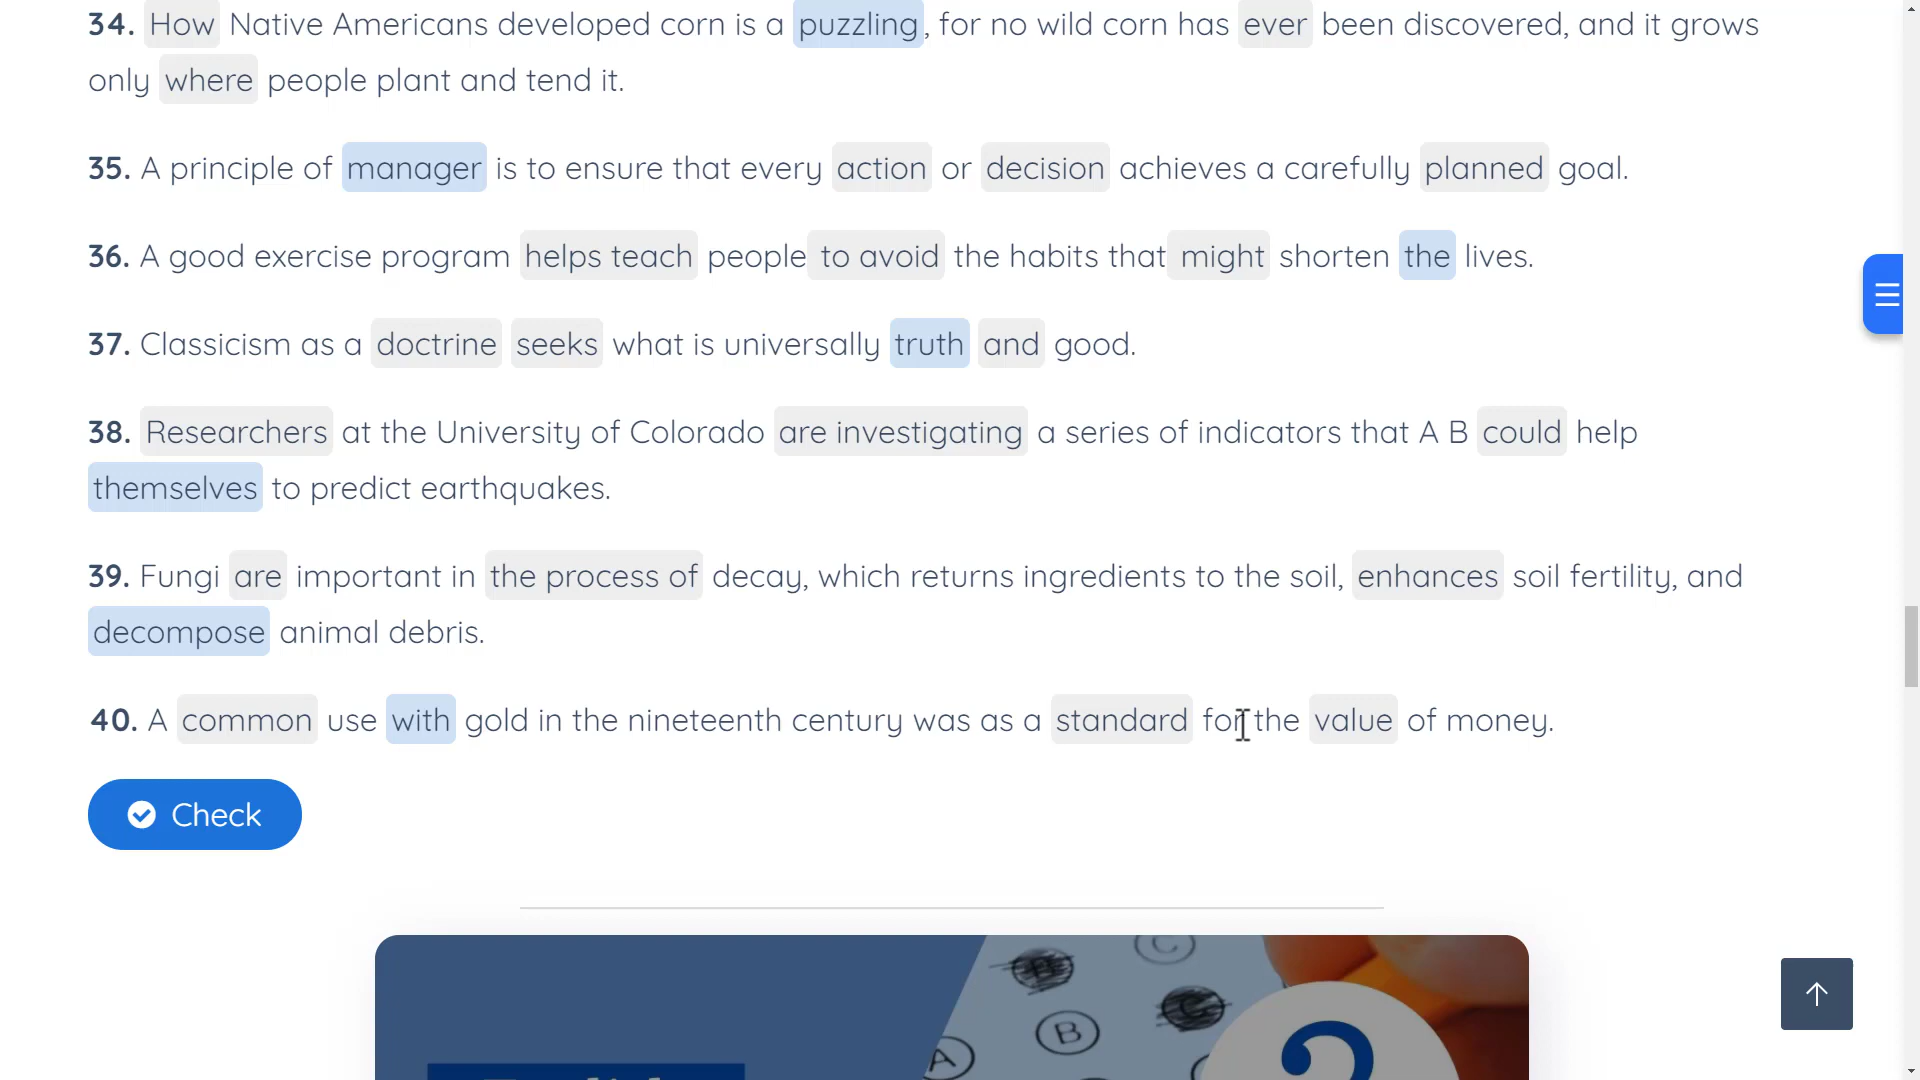 34. How Native Americans developed corn is a puzzling, for no wild corn has ever been discovered, and it grows
only where people plant and tend it.
35. A principle of manager is to ensure that every action or decision achieves a carefully planned goal.
36. A good exercise program helps teach people to avoid the habits that might shorten the lives.
37. Classicism as a doctrine seeks what is universally truth and good.
38. Researchers at the University of Colorado are investigating a series of indicators that A B could help
themselves to predict earthquakes.
39. Fungi are important in the process of decay, which returns ingredients to the soil, enhances soil fertility, and
decompose animal debris.
40. A common use with gold in the nineteenth century was as a standard for the value of money.
Check
C
B
A
?